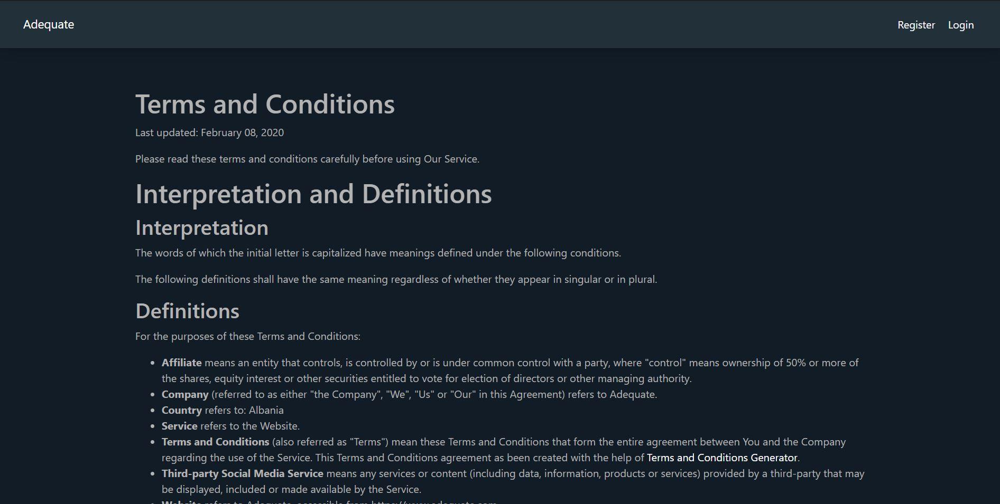 Adequate
Register Login
Terms and Conditions
Last updated: February 08, 2020
Please read these terms and conditions carefully before using Our Service.
Interpretation and Definitions
Interpretation
The words of which the initial letter is capitalized have meanings defined under the following conditions.
The following definitions shall have the same meaning regardless of whether they appear in singular or in plural.
Definitions
For the purposes of these Terms and Conditions:
• Affiliate means an entity that controls, is controlled by or is under common control with a party, where "control" means ownership of 50% or more of
the shares, equity interest or other securities entitled to vote for election of directors or other managing authority.
• Company (referred to as either "the Company", "We", "Us" or "Our" in this Agreement) refers to Adequate.
• Country refers to: Albania
• Service refers to the Website.
• Terms and Conditions (also referred as "Terms") mean these Terms and Conditions that form the entire agreement between You and the Company
regarding the use of the Service. This Terms and Conditions agreement as been created with the help of Terms and Conditions Generator.
• Third-party Social Media Service means any services or content (including data, information, products or services) provided by a third-party that may
be displayed, included or made available by the Service.
• Website refers to Adequate, accessible from https://www.adequate.com